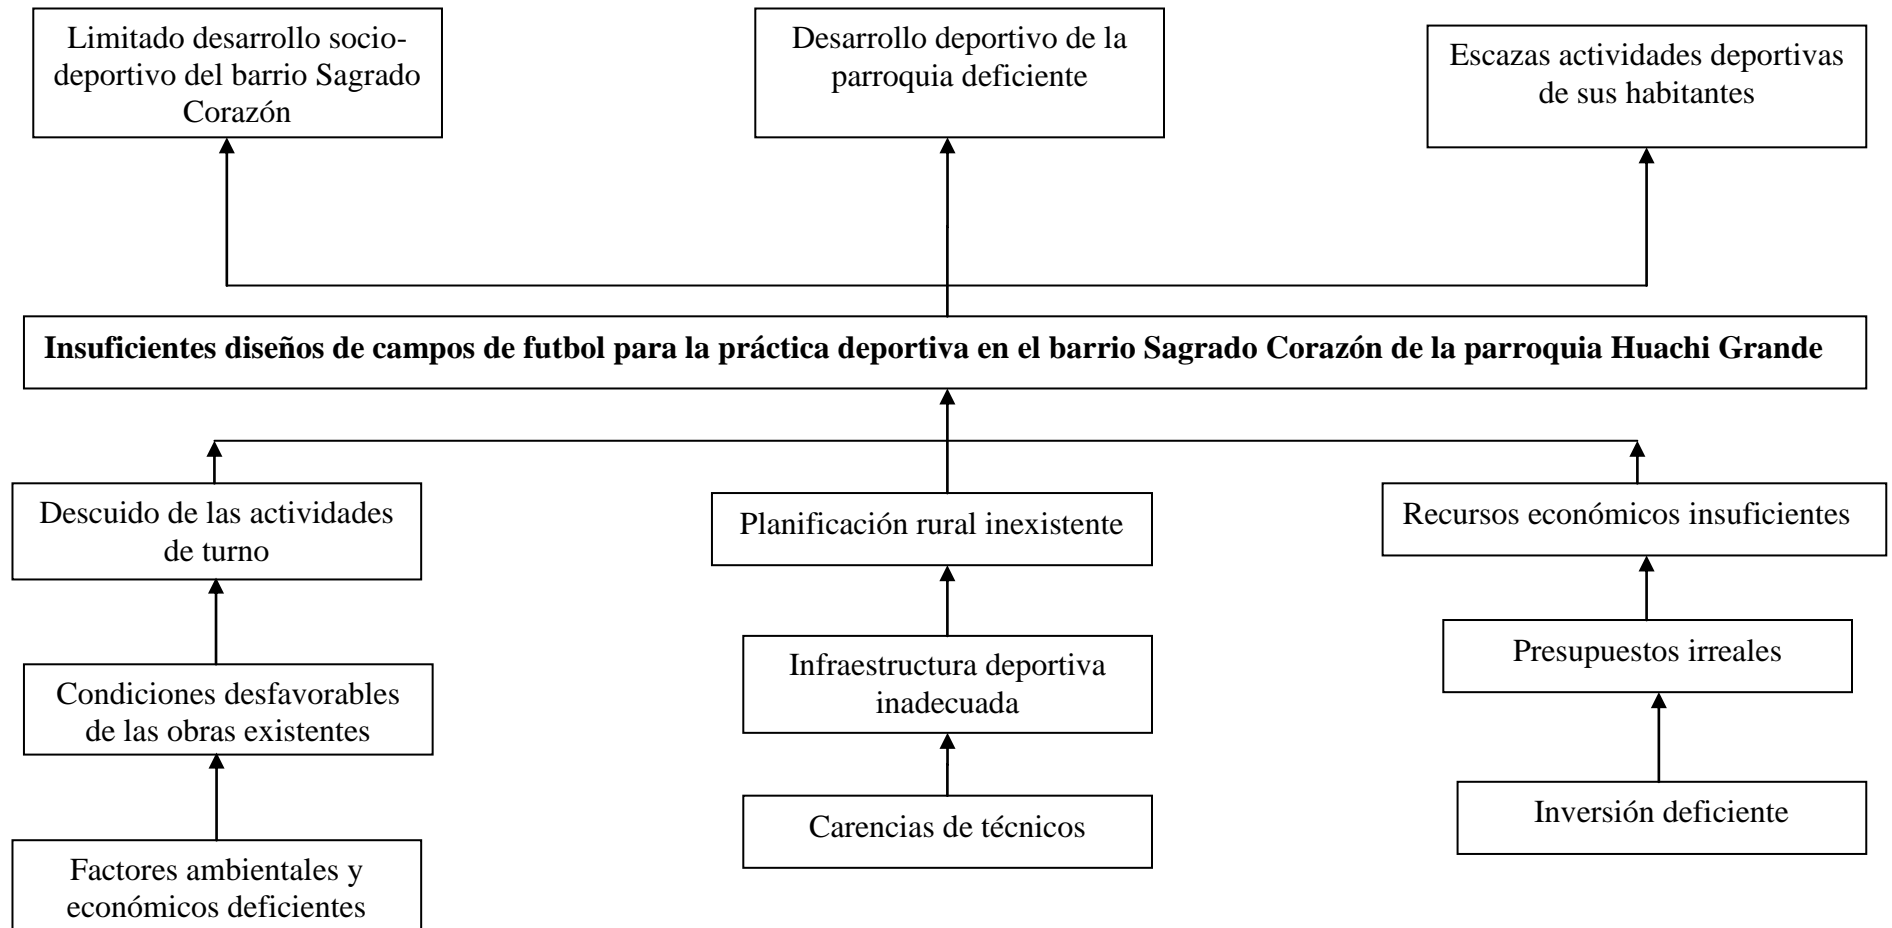 Limitado desarrollo socio-
deportivo del barrio Sagrado
Corazón
Desarrollo deportivo de la
parroquia deficiente
Escazas actividades deportivas
de sus habitantes
Insuficientes diseños de campos de futbol para la práctica deportiva en el barrio Sagrado Corazón de la parroquia Huachi Grande
Descuido de las actividades
de turno
Planificación rural inexistente
Recursos económicos insuficientes
Condiciones desfavorables
de las obras existentes
Infraestructura deportiva
inadecuada
Presupuestos irreales
Factores ambientales y
económicos deficientes
Carencias de técnicos
Inversión deficiente